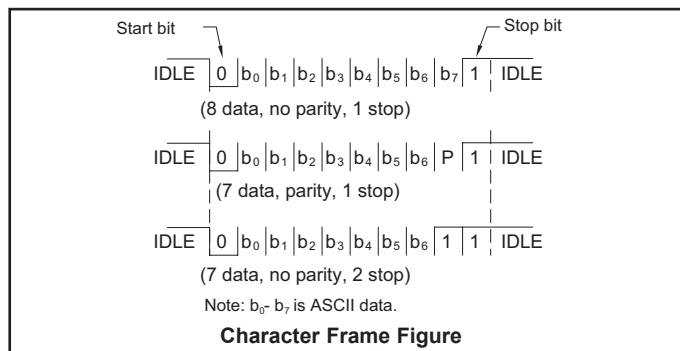 Start bit Stop bit
IDLE 0 b₀ b₁ b₂ b₃ b₄ b₅ b₆ b₇ 1 IDLE
(8 data, no parity, 1 stop)
IDLE 0 b₀ b₁ b₂ b₃ b₄ b₅ b₆ P 1 IDLE
(7 data, parity, 1 stop)
IDLE 0 b₀ b₁ b₂ b₃ b₄ b₅ b₆ 1 1 IDLE
(7 data, no parity, 2 stop)
Note: b₀- b₇ is ASCII data.
Character Frame Figure